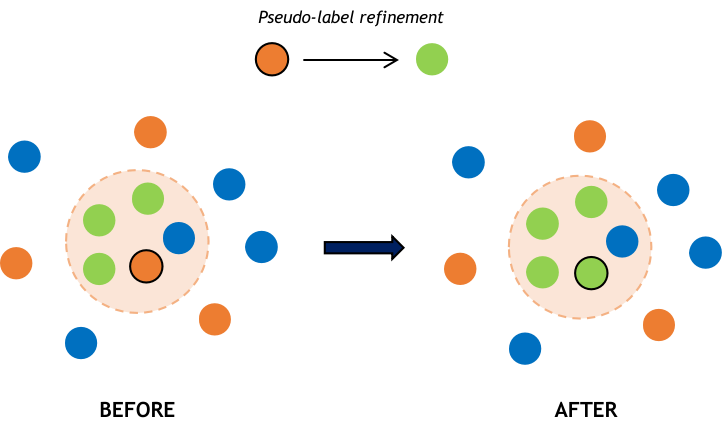 Pseudo-label refinement
BEFORE
AFTER